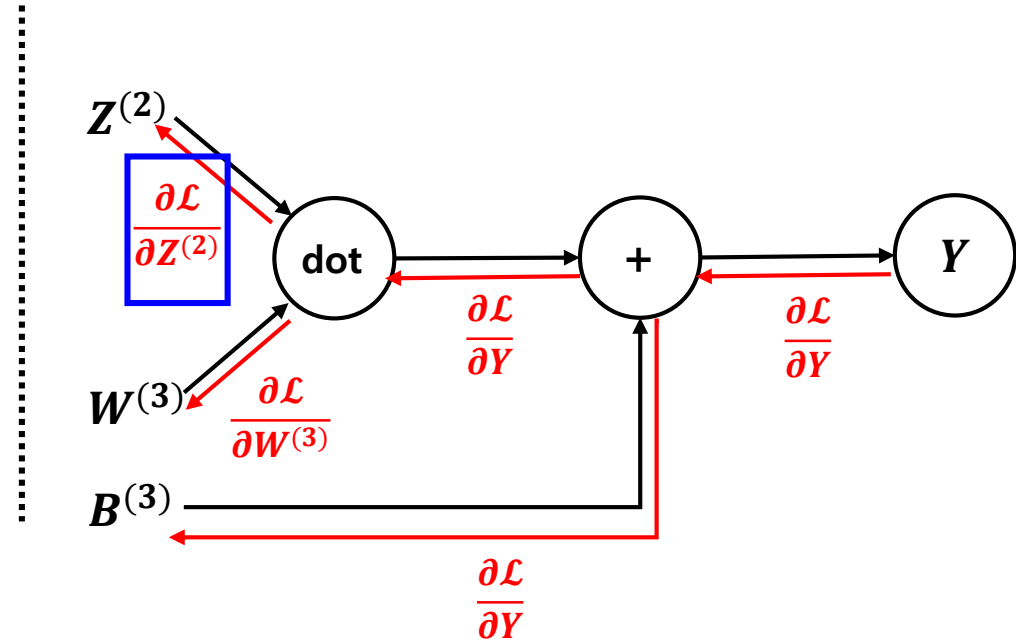 Z^(2)
∂ℒ
∂Z^(2)
dot
+
Y
∂ℒ
∂Y
∂ℒ
∂Y
W^(3)
∂ℒ
∂W^(3)
B^(3)
∂ℒ
∂Y